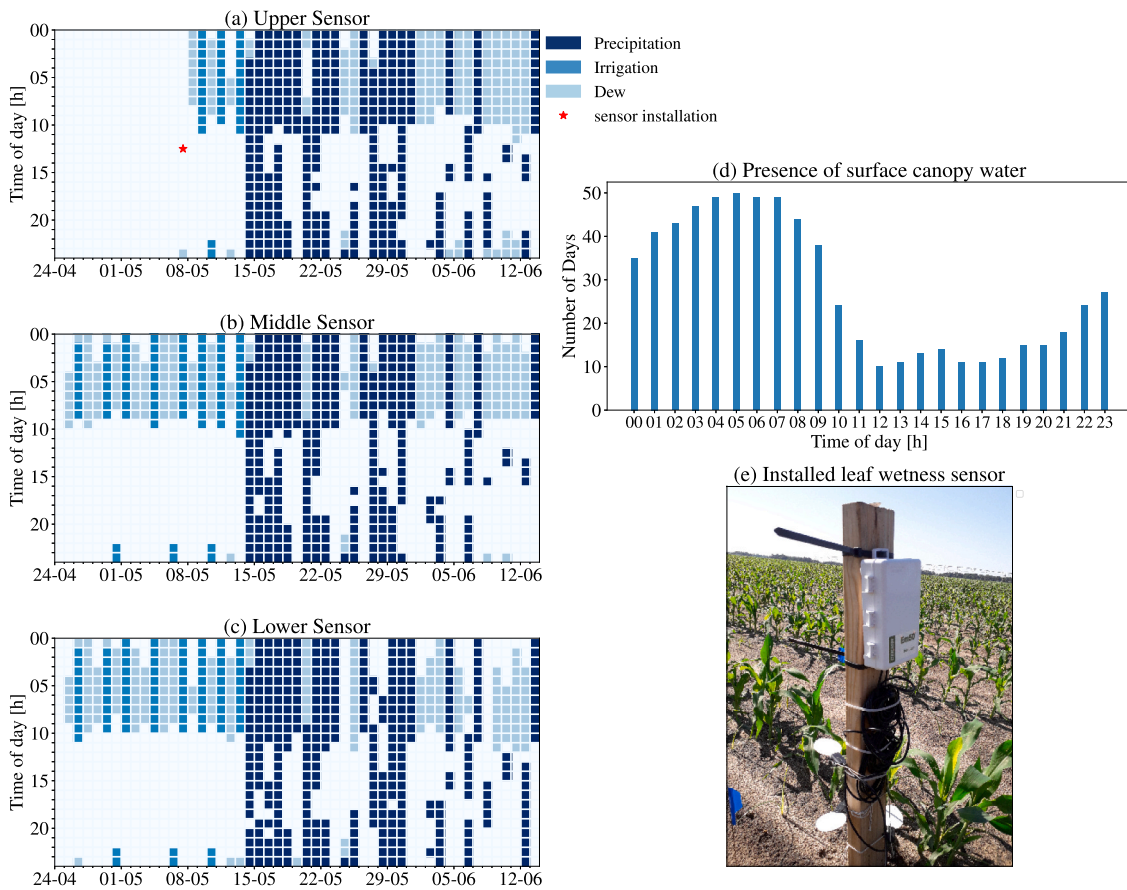 (a) Upper Sensor
00
05
10
15
20
Time of day [h]
24-04 01-05 08-05 15-05 22-05 29-05 05-06 12-06
Precipitation
Irrigation
Dew
sensor installation
(b) Middle Sensor
00
05
10
15
20
Time of day [h]
24-04 01-05 08-05 15-05 22-05 29-05 05-06 12-06
(c) Lower Sensor
00
05
10
15
20
Time of day [h]
24-04 01-05 08-05 15-05 22-05 29-05 05-06 12-06
(d) Presence of surface canopy water
50
40
30
20
10
0
Number of Days
00 01 02 03 04 05 06 07 08 09 10 11 12 13 14 15 16 17 18 19 20 21 22 23
Time of day [h]
(e) Installed leaf wetness sensor